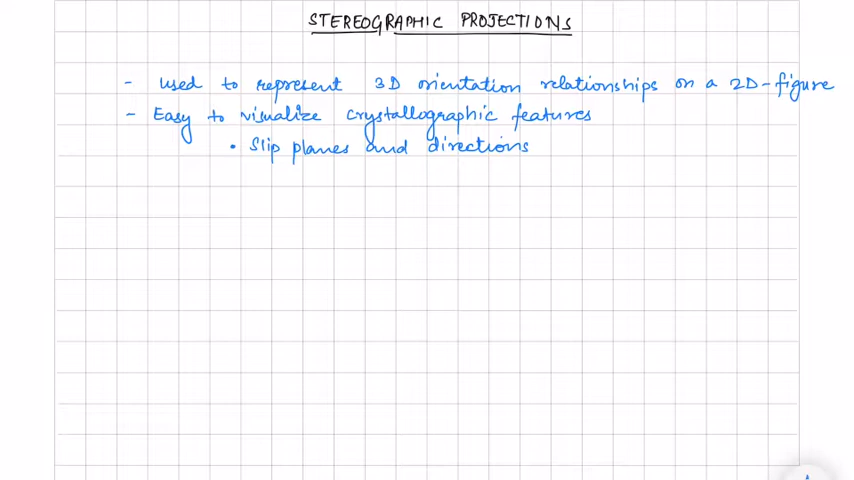 STEREOGRAPHIC PROJECTIONS
- used to represent 3D orientation relationships on a 2D-figure
- Easy to visualize crystallographic features
• Slip planes and directions